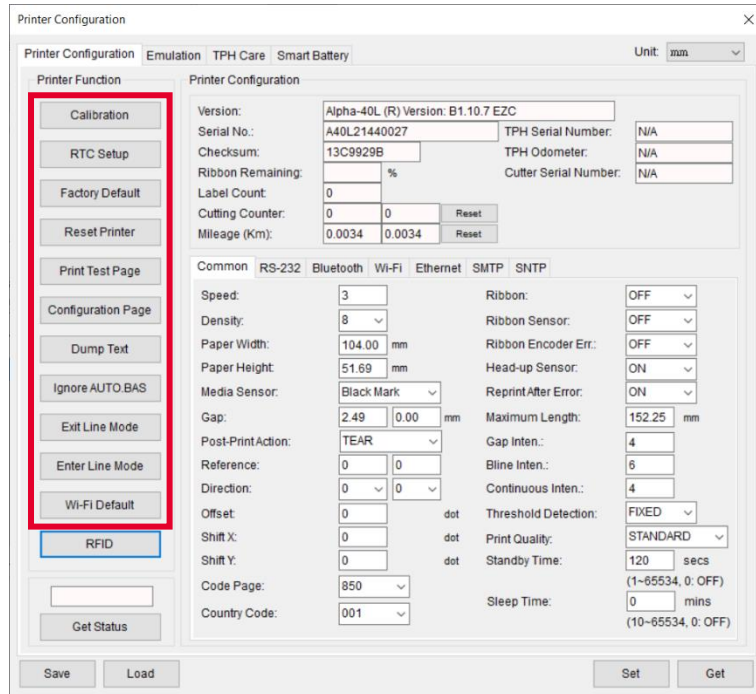 Printer Configuration
Printer Configuration Emulation TPH Care Smart Battery Unit: mm
Printer Function
Calibration
RTC Setup
Factory Default
Reset Printer
Print Test Page
Configuration Page
Dump Text
Ignore AUTO.BAS
Exit Line Mode
Enter Line Mode
Wi-Fi Default
RFID
Get Status
Printer Configuration
Version: Alpha-40L (R) Version: B1.10.7 EZC
Serial No.: A40L21440027 TPH Serial Number: N/A
Checksum: 13C9929B TPH Odometer: N/A
Ribbon Remaining: % Cutter Serial Number: N/A
Label Count: 0
Cutting Counter: 0 0 Reset
Mileage (Km): 0.0034 0.0034 Reset
Common RS-232 Bluetooth Wi-Fi Ethernet SMTP SNTP
Speed: 3 Ribbon: OFF
Density: 8 Ribbon Sensor: OFF
Paper Width: 104.00 mm Ribbon Encoder Err.: OFF
Paper Height: 51.69 mm Head-up Sensor: ON
Media Sensor: Black Mark Reprint After Error: ON
Gap: 2.49 0.00 mm Maximum Length: 152.25 mm
Post-Print Action: TEAR Gap Inten.: 4
Reference: 0 0 Bline Inten.: 6
Direction: 0 0 Continuous Inten.: 4
Offset: 0 dot Threshold Detection: FIXED
Shift X: 0 dot Print Quality: STANDARD
Shift Y: 0 dot Standby Time: 120 secs
(1~65534, 0: OFF)
Code Page: 850
Sleep Time: 0 mins
Country Code: 001
(10~65534, 0: OFF)
Save Load Set Get